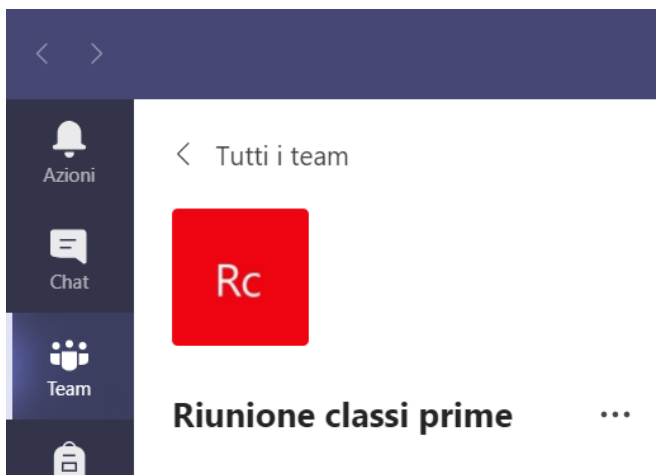 Azioni
Tutti i team
Rc
Chat
Team
Riunione classi prime